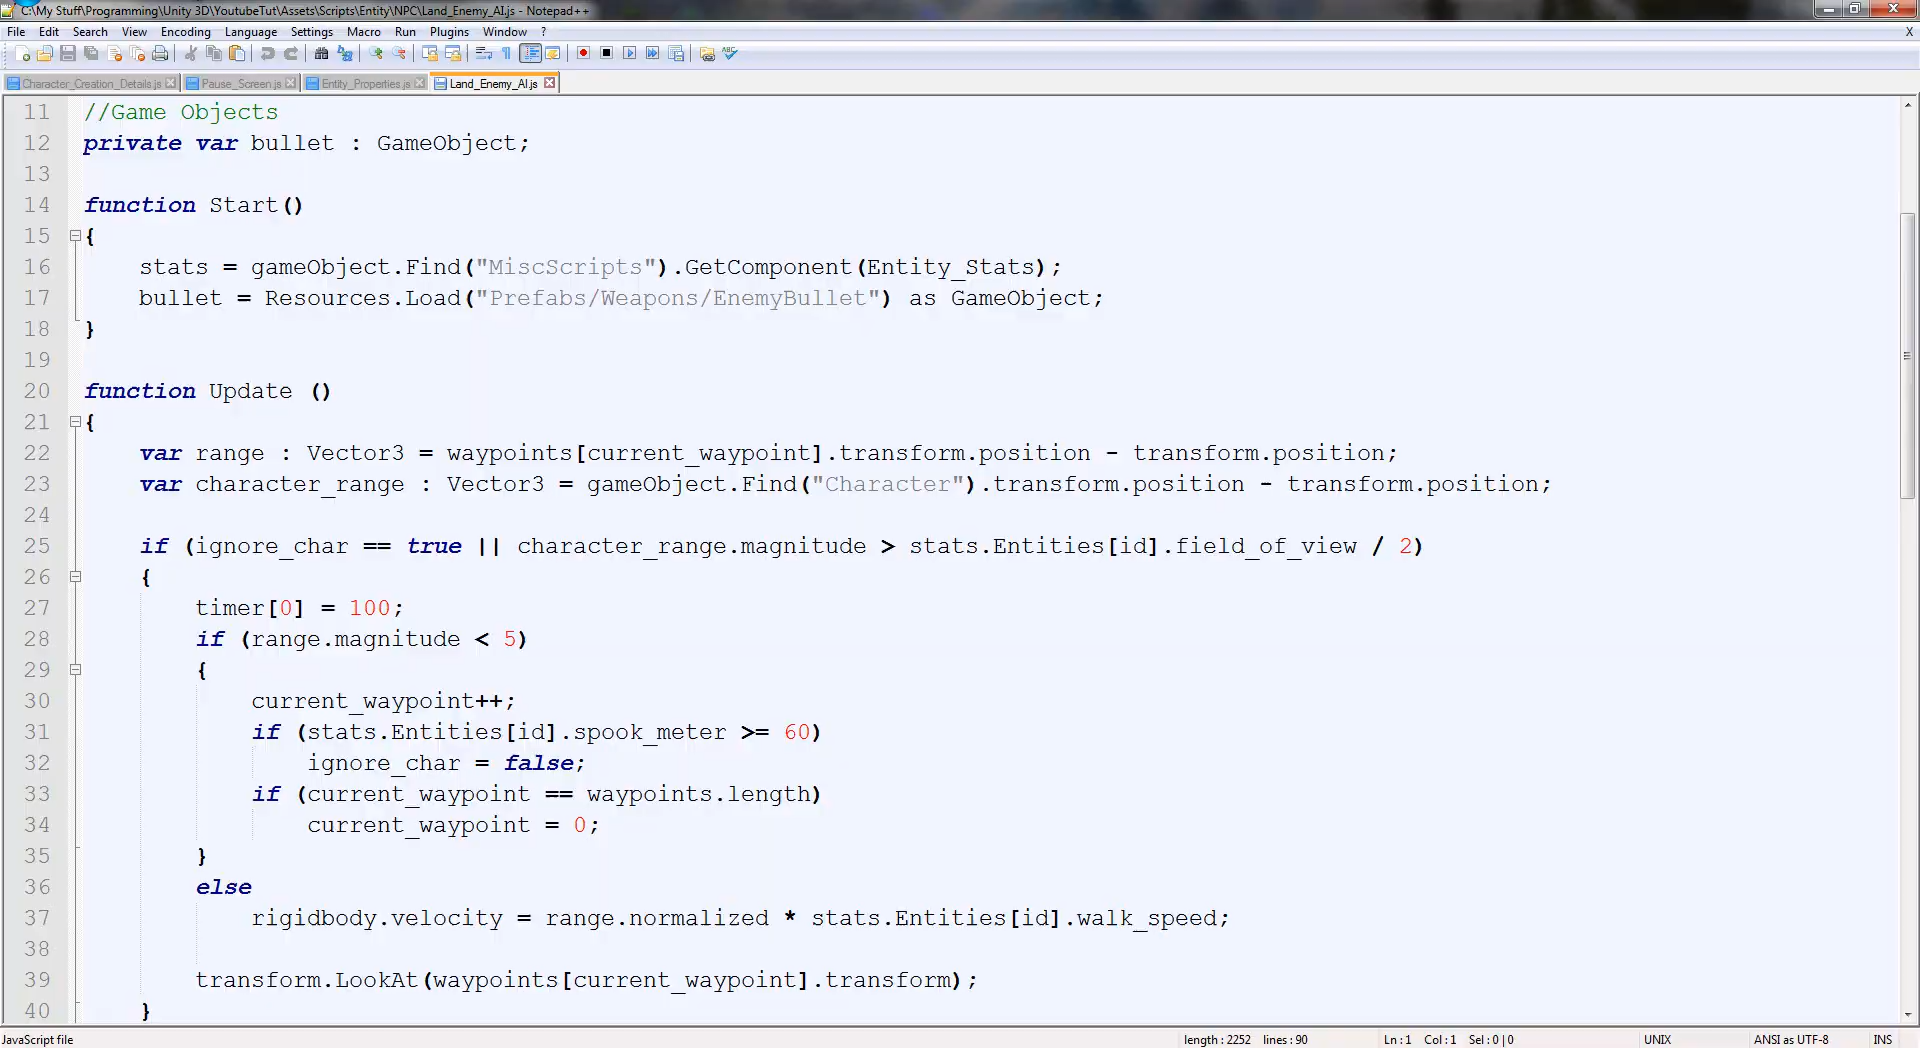 C:\My Stuff\Programming\Unity 3D\YoutubeTut\Assets\Scripts\Entity\NPC\Land_Enemy_AI.js - Notepad++
File Edit Search View Encoding Language Settings Macro Run Plugins Window ? X
Character_Creation_Details.js Pause_Screen.js Entity_Properties.js Land_Enemy_AI.js
11 //Game Objects
12 private var bullet : GameObject;
13
14 function Start()
15 {
16 stats = gameObject.Find("MiscScripts").GetComponent(Entity_Stats);
17 bullet = Resources.Load("Prefabs/Weapons/EnemyBullet") as GameObject;
18 }
19
20 function Update ()
21 {
22 var range : Vector3 = waypoints[current_waypoint].transform.position - transform.position;
23 var character_range : Vector3 = gameObject.Find("Character").transform.position - transform.position;
24
25 if (ignore_char == true || character_range.magnitude > stats.Entities[id].field_of_view / 2)
26 {
27 timer[0] = 100;
28 if (range.magnitude < 5)
29 {
30 current_waypoint++;
31 if (stats.Entities[id].spook_meter >= 60)
32 ignore_char = false;
33 if (current_waypoint == waypoints.length)
34 current_waypoint = 0;
35 }
36 else
37 rigidbody.velocity = range.normalized * stats.Entities[id].walk_speed;
38
39 transform.LookAt(waypoints[current_waypoint].transform);
40 }
JavaScript file length : 2252 lines : 90 Ln : 1 Col : 1 Sel : 0 | 0 UNIX ANSI as UTF-8 INS